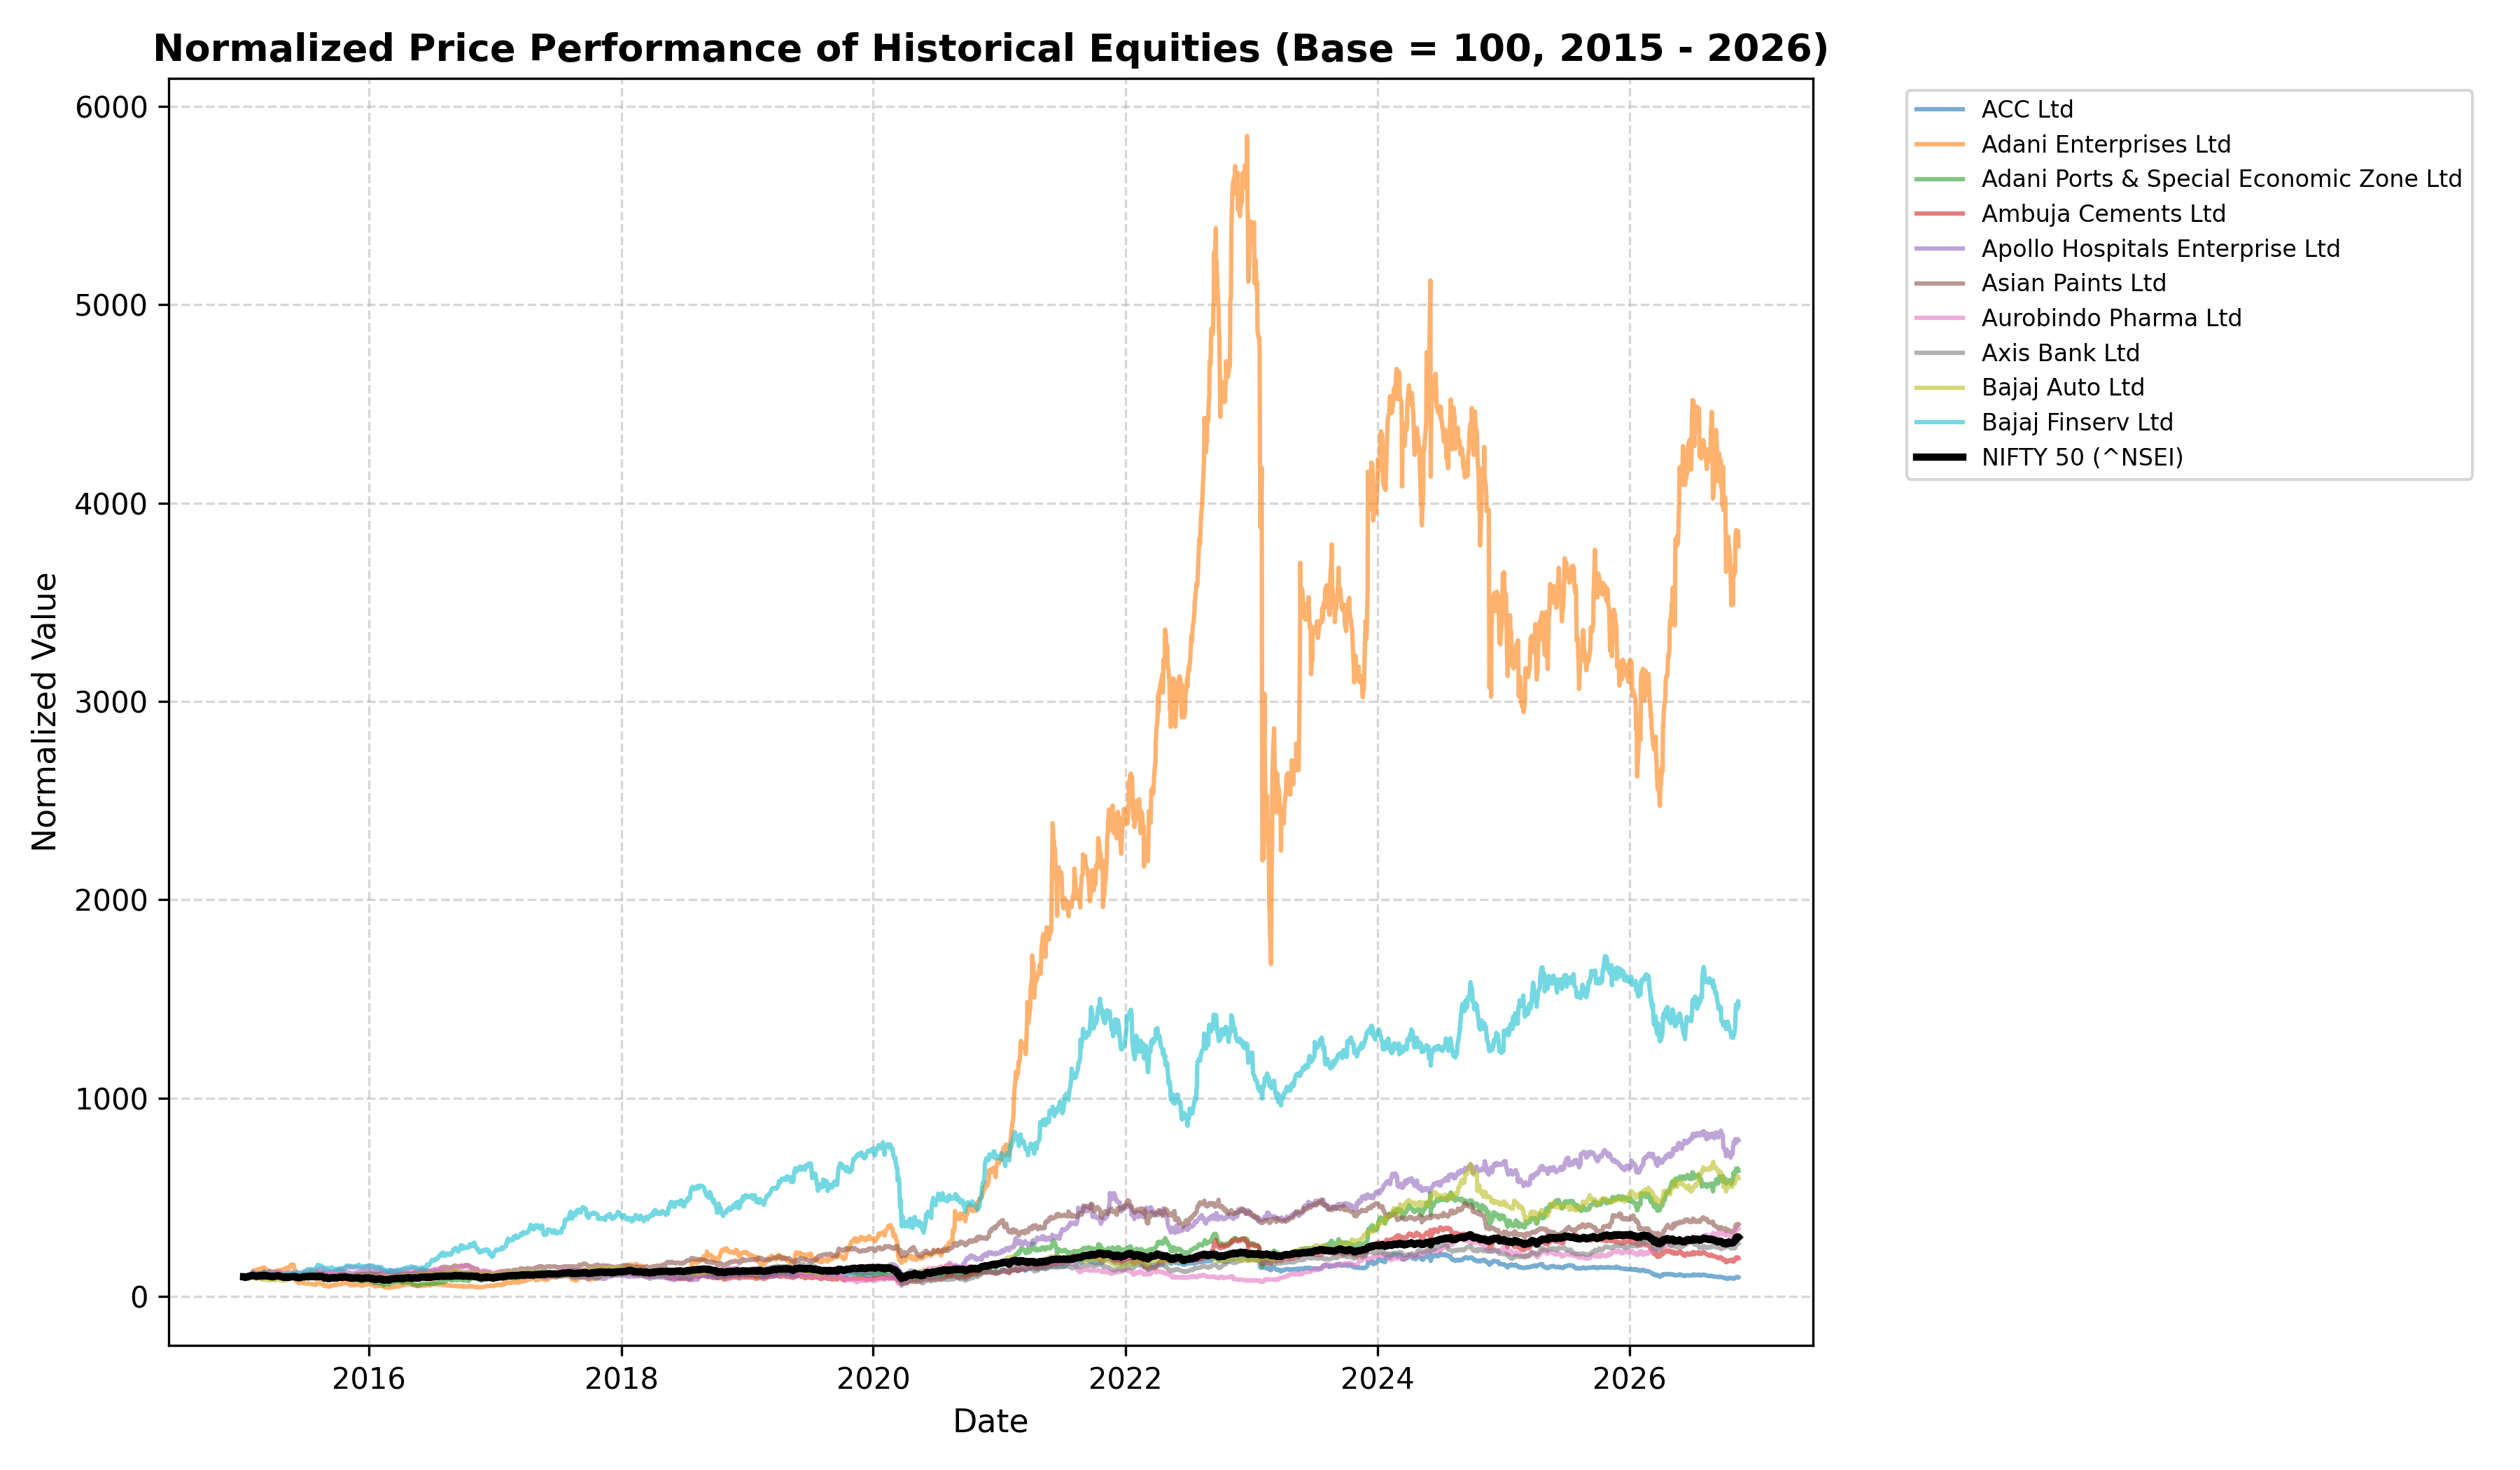 Normalized Price Performance of Historical Equities (Base = 100, 2015 - 2026)
Normalized Value
6000
5000
4000
3000
2000
1000
0
2016
2018
2020
2022
2024
2026
Date
ACC Ltd
Adani Enterprises Ltd
Adani Ports & Special Economic Zone Ltd
Ambuja Cements Ltd
Apollo Hospitals Enterprise Ltd
Asian Paints Ltd
Aurobindo Pharma Ltd
Axis Bank Ltd
Bajaj Auto Ltd
Bajaj Finserv Ltd
NIFTY 50 (^NSEI)